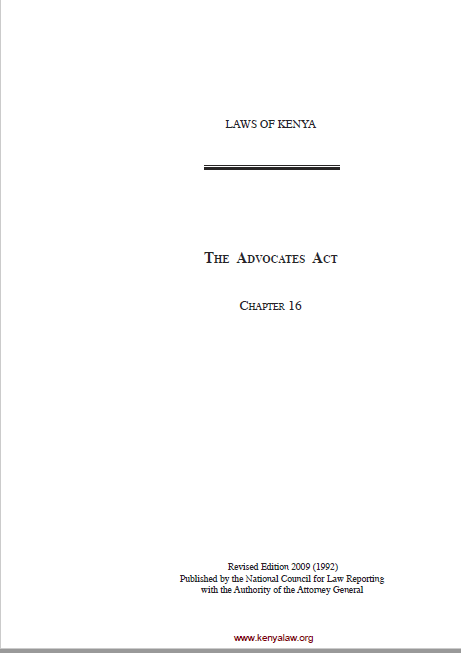 LAWS OF KENYA
THE ADVOCATES ACT
CHAPTER 16
Revised Edition 2009 (1992)
Published by the National Council for Law Reporting
with the Authority of the Attorney General
www.kenyalaw.org